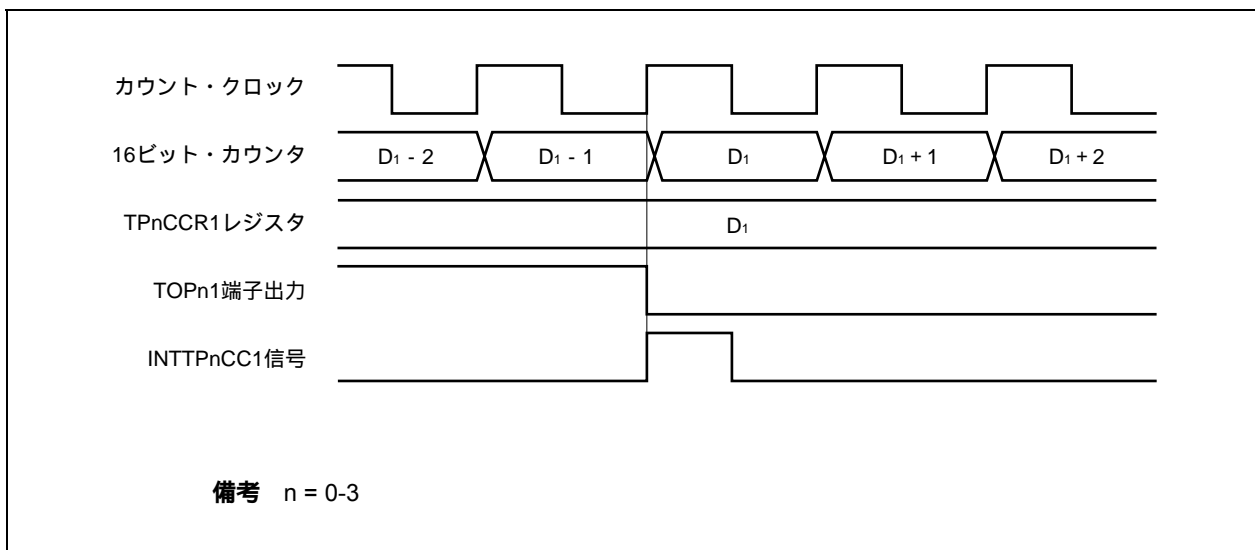 カウント・クロック
16ビット・カウンタ D₁ - 2 D₁ - 1 D₁ D₁ + 1 D₁ + 2
TPnCCR1レジスタ D₁
TOPn1端子出力
INTTPnCC1信号
備考 n = 0-3